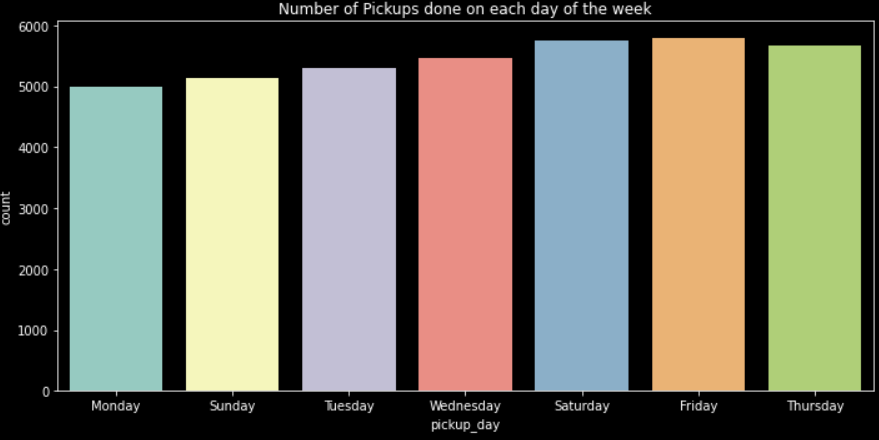 Number of Pickups done on each day of the week
6000
5000
4000
3000
2000
1000
0
count
Monday Sunday Tuesday Wednesday Saturday Friday Thursday
pickup_day